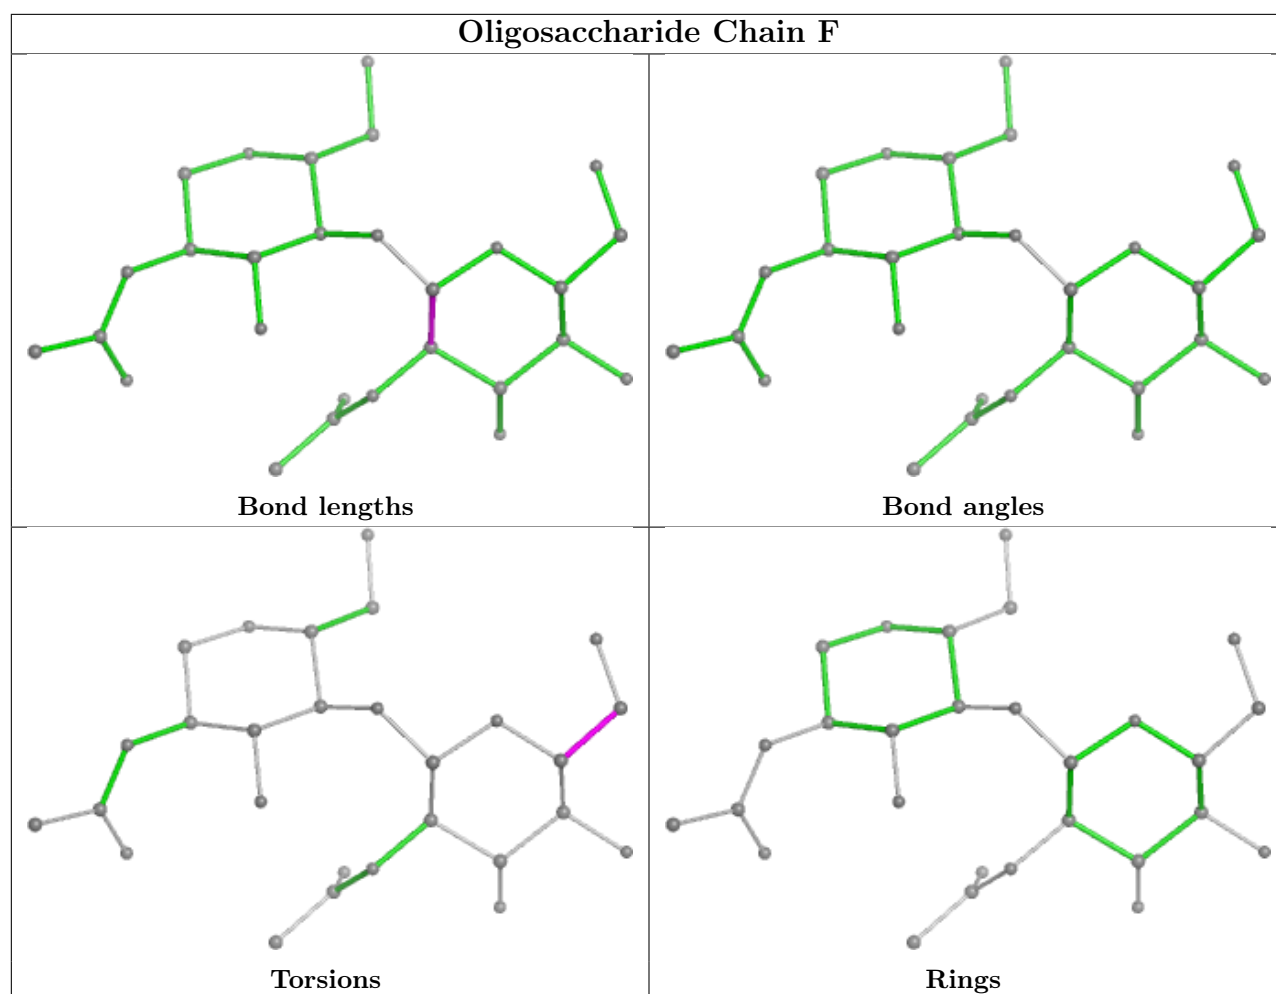 Oligosaccharide Chain F
Bond lengths
Bond angles
Torsions
Rings